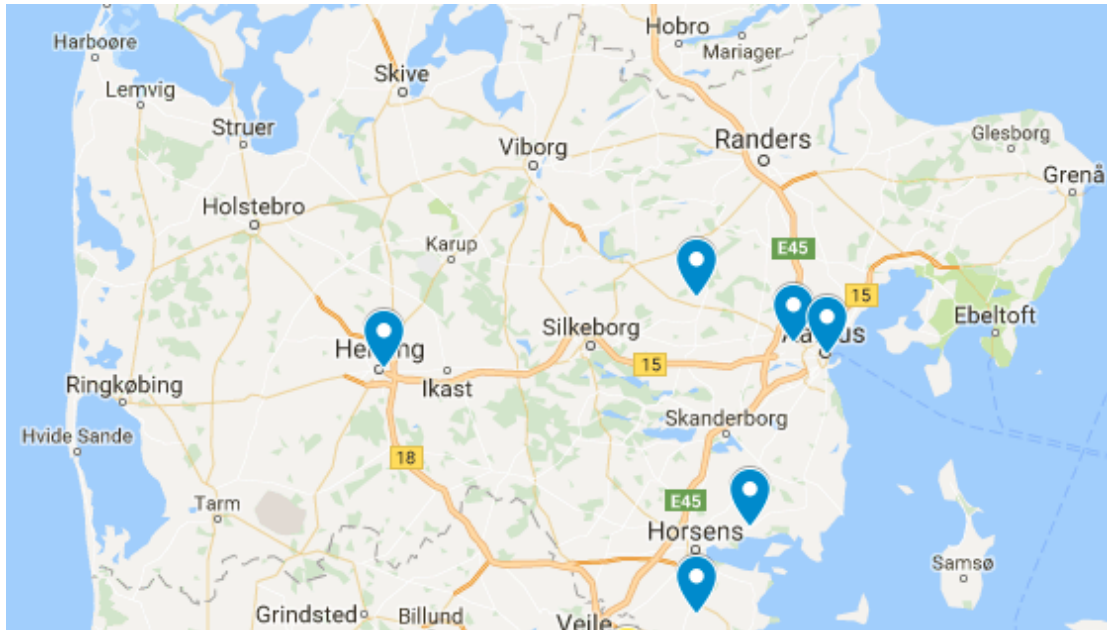 Hobro
Harboøre
Mariager
Skive
Lemvig
Struer
Randers
Glesborg
Viborg
Grenå
Holstebro
Karup
E45
15
Ebeltoft
Silkeborg
15
Ringkøbing
Ikast
Skanderborg
Hvide Sande
18
Tarm
E45
Horsens
Samsø
Grindsted
Billund
Vejle